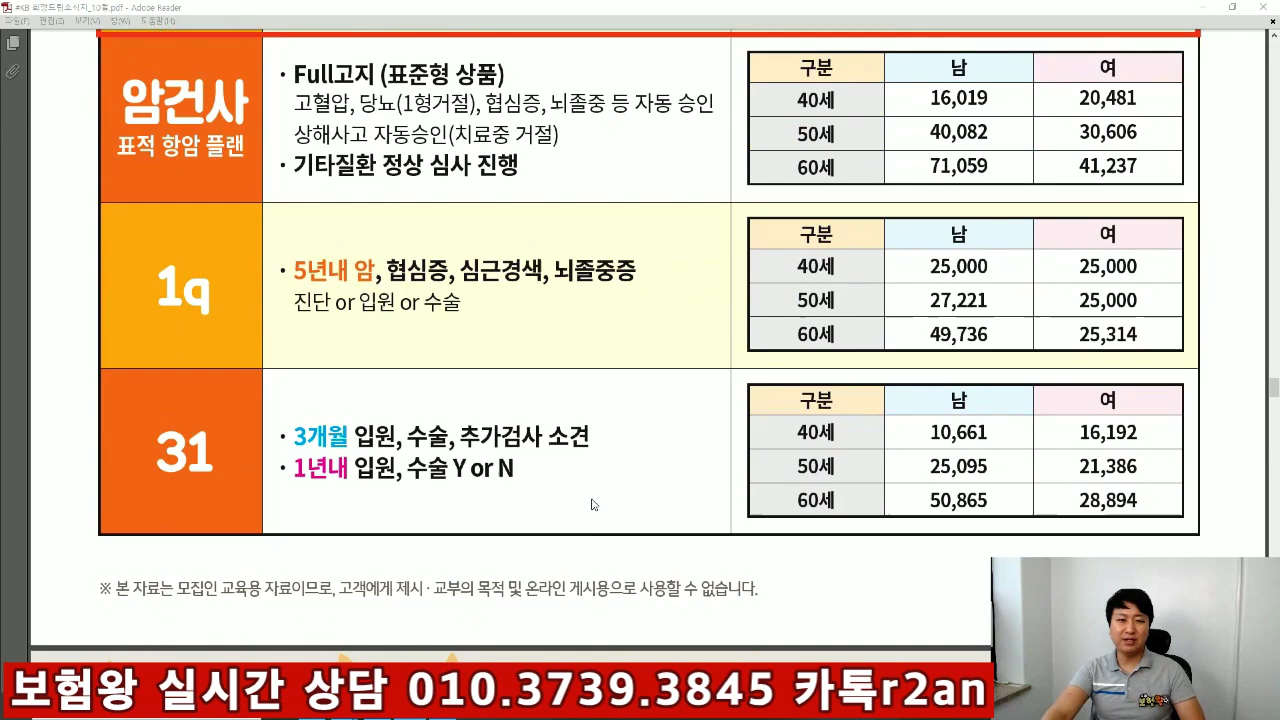 #KB 희망드림소식지_10월.pdf - Adobe Reader
파일(F) 편집(E) 보기(V) 창(W) 도움말(H)
암건사
표적 항암 플랜
· Full고지 (표준형 상품)
고혈압, 당뇨(1형거절), 협심증, 뇌졸중 등 자동 승인
상해사고 자동승인(치료중 거절)
· 기타질환 정상 심사 진행
구분 남 여
40세 16,019 20,481
50세 40,082 30,606
60세 71,059 41,237
1q
· 5년내 암, 협심증, 심근경색, 뇌졸중증
진단 or 입원 or 수술
구분 남 여
40세 25,000 25,000
50세 27,221 25,000
60세 49,736 25,314
31
· 3개월 입원, 수술, 추가검사 소견
· 1년내 입원, 수술 Y or N
구분 남 여
40세 10,661 16,192
50세 25,095 21,386
60세 50,865 28,894
※ 본 자료는 모집인 교육용 자료이므로, 고객에게 제시 · 교부의 목적 및 온라인 게시용으로 사용할 수 없습니다.
보험왕 실시간 상담 010.3739.3845 카톡r2an